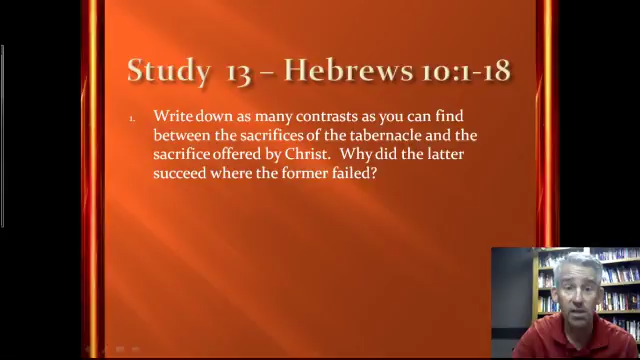 Study 13 – Hebrews 10:1-18
1. Write down as many contrasts as you can find
between the sacrifices of the tabernacle and the
sacrifice offered by Christ. Why did the latter
succeed where the former failed?